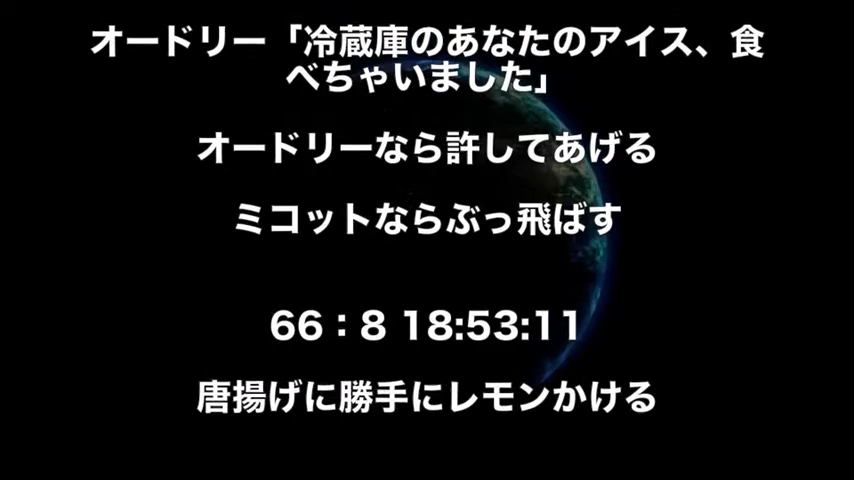 オードリー「冷蔵庫のあなたのアイス、食
べちゃいました」
オードリーなら許してあげる
ミコットならぶっ飛ばす
66：8 18:53:11
唐揚げに勝手にレモンかける